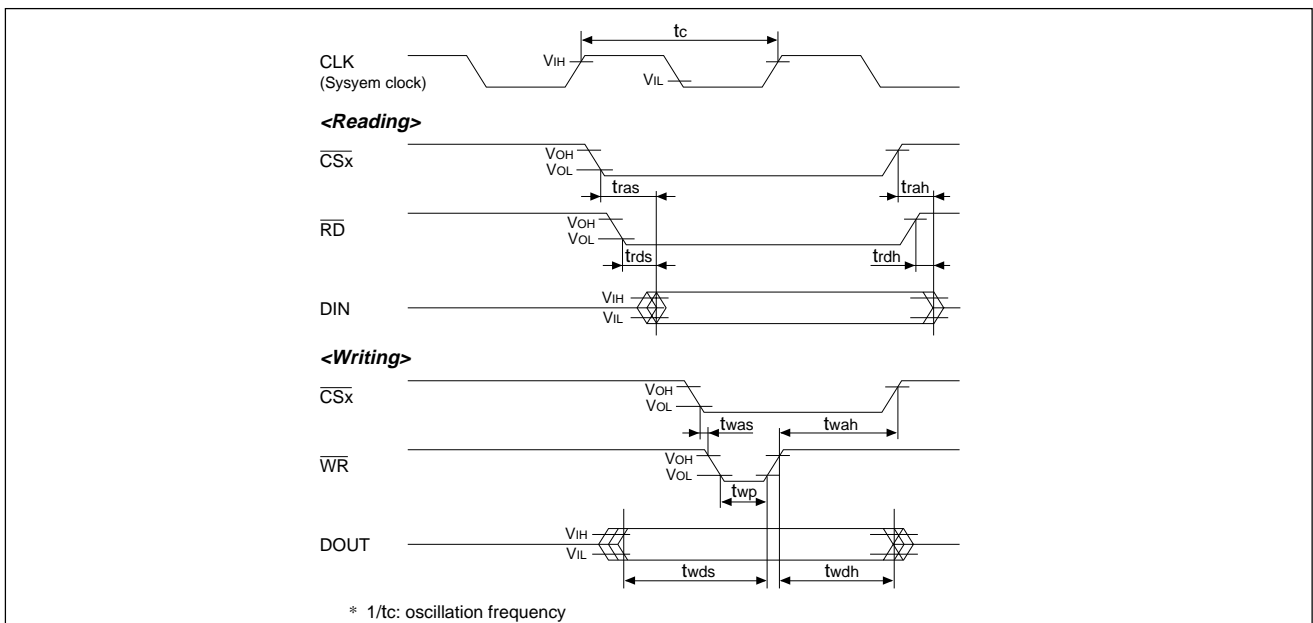 tc
CLK
VIH
(Sysyem clock)
VIL
<Reading>
CSx
VOH
VOL
tras
trah
RD
VOH
VOL
trds
trdh
DIN
VIH
VIL
<Writing>
CSx
VOH
VOL
twas
twah
WR
VOH
VOL
twp
DOUT
VIH
VIL
twds
twdh
* 1/tc: oscillation frequency